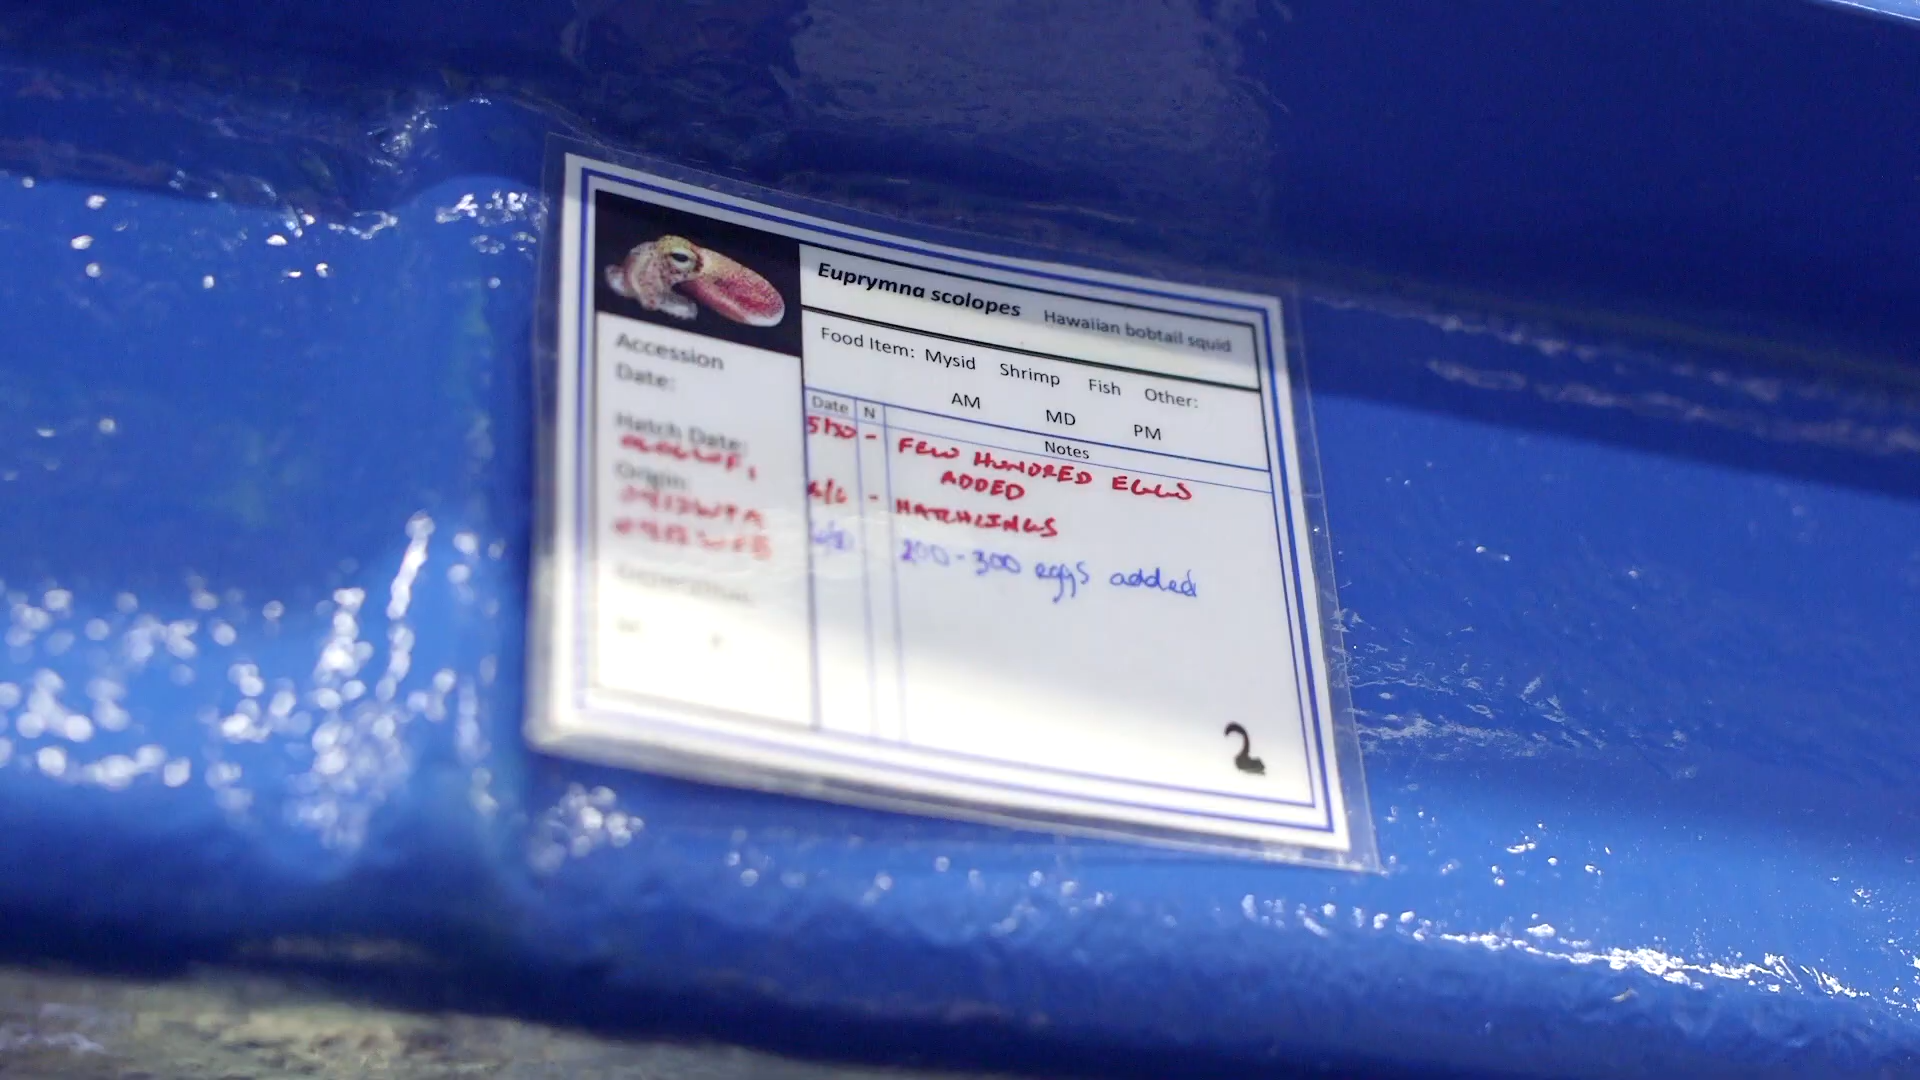 Euprymna scolopes Hawaiian bobtail squid
Food Item: Mysid Shrimp Fish Other:
AM MD PM
Accession
Date:
Hatch Date:
Origin:
Date N Notes
5/30 - FEW HUNDRED EGGS
ADDED
6/6 - HATCHLINGS
200-300 eggs added
2